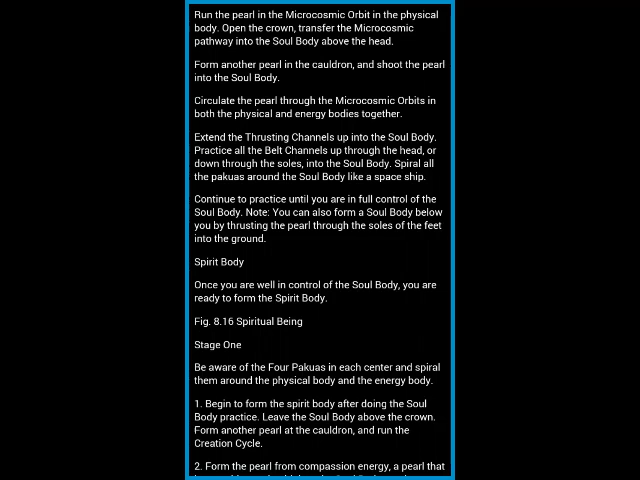 Run the pearl in the Microcosmic Orbit in the physical
body. Open the crown, transfer the Microcosmic
pathway into the Soul Body above the head.
Form another pearl in the cauldron, and shoot the pearl
into the Soul Body.
Circulate the pearl through the Microcosmic Orbits in
both the physical and energy bodies together.
Extend the Thrusting Channels up into the Soul Body.
Practice all the Belt Channels up through the head, or
down through the soles, into the Soul Body. Spiral all
the pakuas around the Soul Body like a space ship.
Continue to practice until you are in full control of the
Soul Body. Note: You can also form a Soul Body below
you by thrusting the pearl through the soles of the feet
into the ground.
Spirit Body
Once you are well in control of the Soul Body, you are
ready to form the Spirit Body.
Fig. 8.16 Spiritual Being
Stage One
Be aware of the Four Pakuas in each center and spiral
them around the physical body and the energy body.
1. Begin to form the spirit body after doing the Soul
Body practice. Leave the Soul Body above the crown.
Form another pearl at the cauldron, and run the
Creation Cycle.
2. Form the pearl from compassion energy, a pearl that